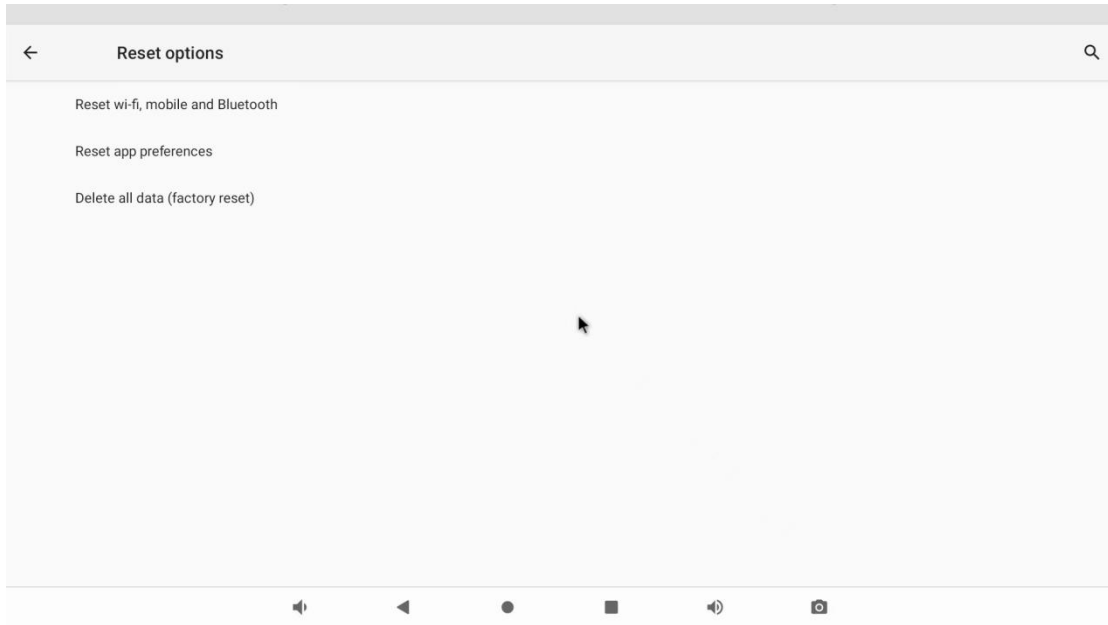 Reset options
Reset wi-fi, mobile and Bluetooth
Reset app preferences
Delete all data (factory reset)